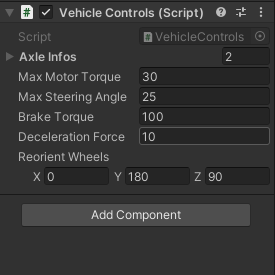 Vehicle Controls (Script)
Script VehicleControls
Axle Infos 2
Max Motor Torque 30
Max Steering Angle 25
Brake Torque 100
Deceleration Force 10
Reorient Wheels
X 0 Y 180 Z 90
Add Component